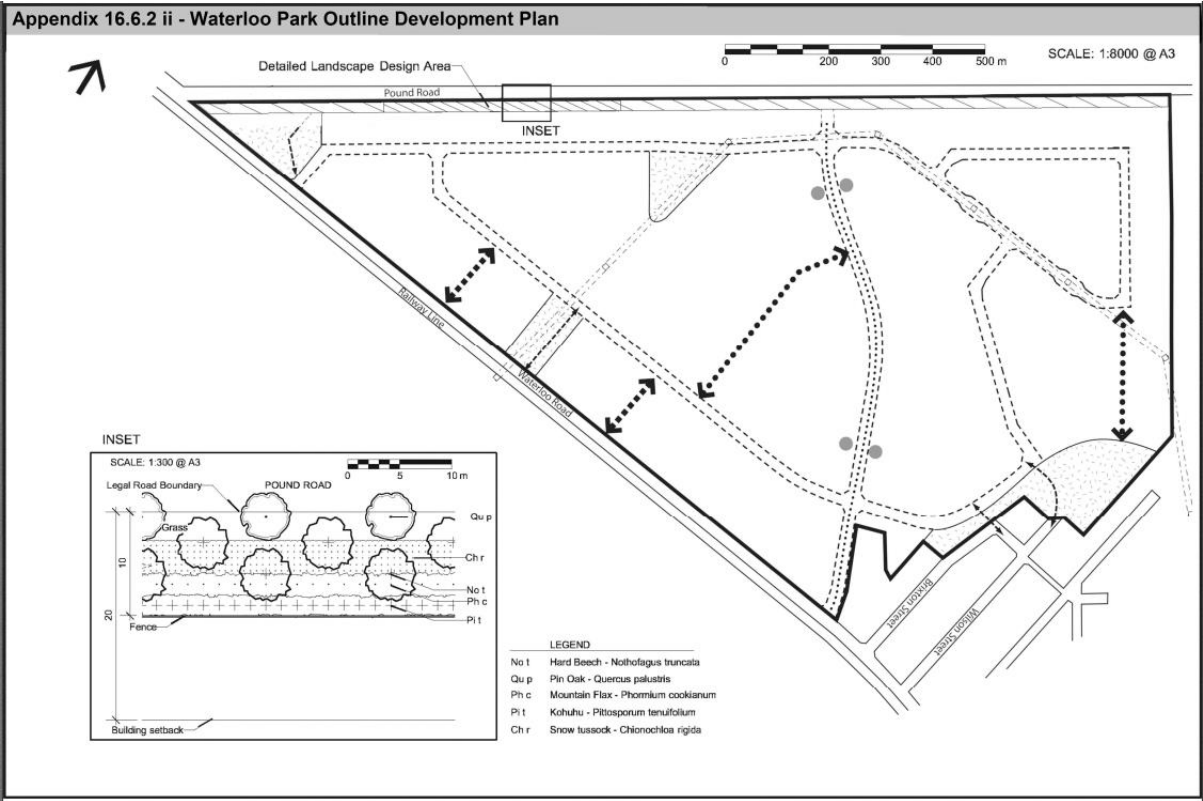 Appendix 16.6.2 ii - Waterloo Park Outline Development Plan
SCALE: 1:8000 @ A3
0 200 300 400 500 m
Detailed Landscape Design Area
Pound Road
INSET
Railway Line
Waterloo Road
Brixton Street
Wilson Street
INSET
SCALE: 1:300 @ A3
0 5 10 m
Legal Road Boundary
POUND ROAD
Qu p
Grass
Ch r
10
No t
Ph c
20
Pi t
Fence
Building setback
LEGEND
No t Hard Beech - Nothofagus truncata
Qu p Pin Oak - Quercus palustris
Ph c Mountain Flax - Phormium cookianum
Pi t Kohuhu - Pittosporum tenuifolium
Ch r Snow tussock - Chionochloa rigida